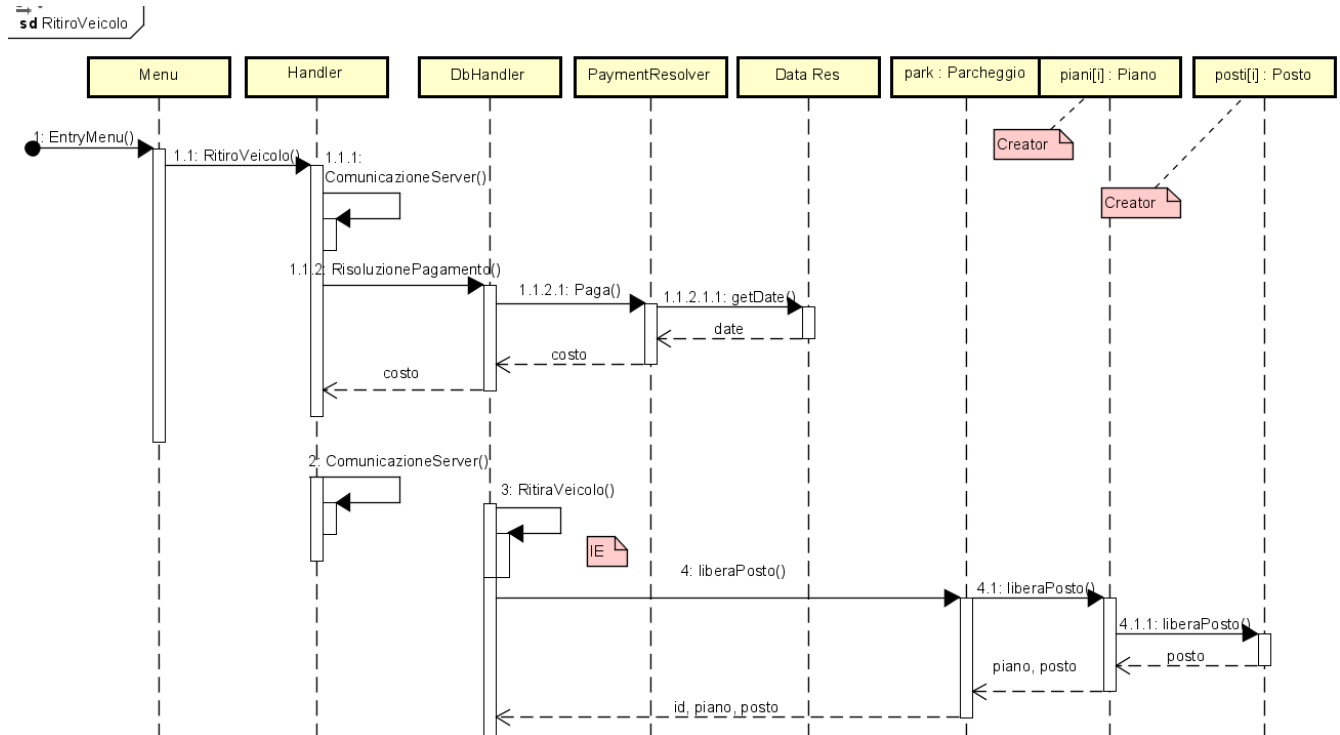 sd RitiroVeicolo
Menu
Handler
DbHandler
PaymentResolver
Data Res
park : Parcheggio
piani[i] : Piano
posti[i] : Posto
1: EntryMenu()
Creator
1.1: RitiroVeicolo()
1.1.1:
ComunicazioneServer()
Creator
1.1.2: RisoluzionePagamento()
1.1.2.1: Paga()
1.1.2.1.1: getDate()
date
costo
costo
2: ComunicazioneServer()
3: RitiraVeicolo()
IE
4: liberaPosto()
4.1: liberaPosto()
4.1.1: liberaPosto()
posto
piano, posto
id, piano, posto